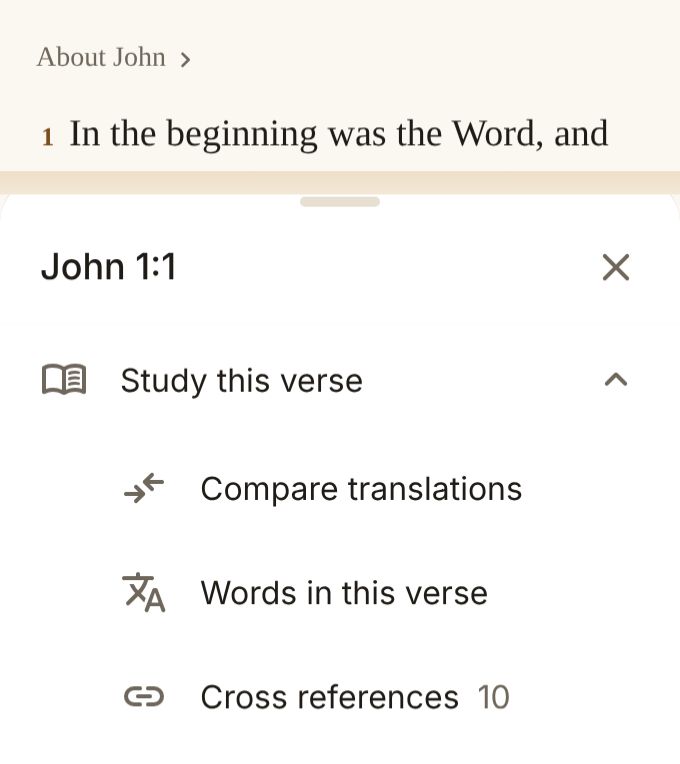 About John
1 In the beginning was the Word, and
John 1:1
Study this verse
Compare translations
Words in this verse
Cross references 10